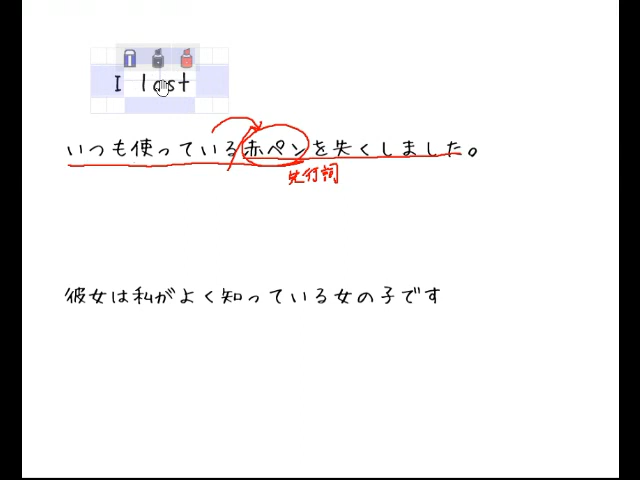 I lost
いつも使っている赤ペンを失くしました。
先行詞
彼女は私がよく知っている女の子です